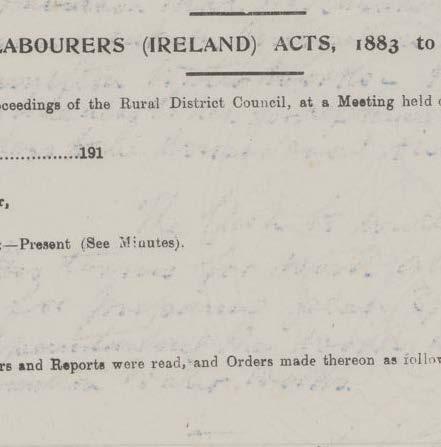 LABOURERS (IRELAND) ACTS, 1883 to
oceedings of the Rural District Council, at a Meeting held
................191
r,
:—Present (See Minutes).
rs and Reports were read, and Orders made thereon as follow